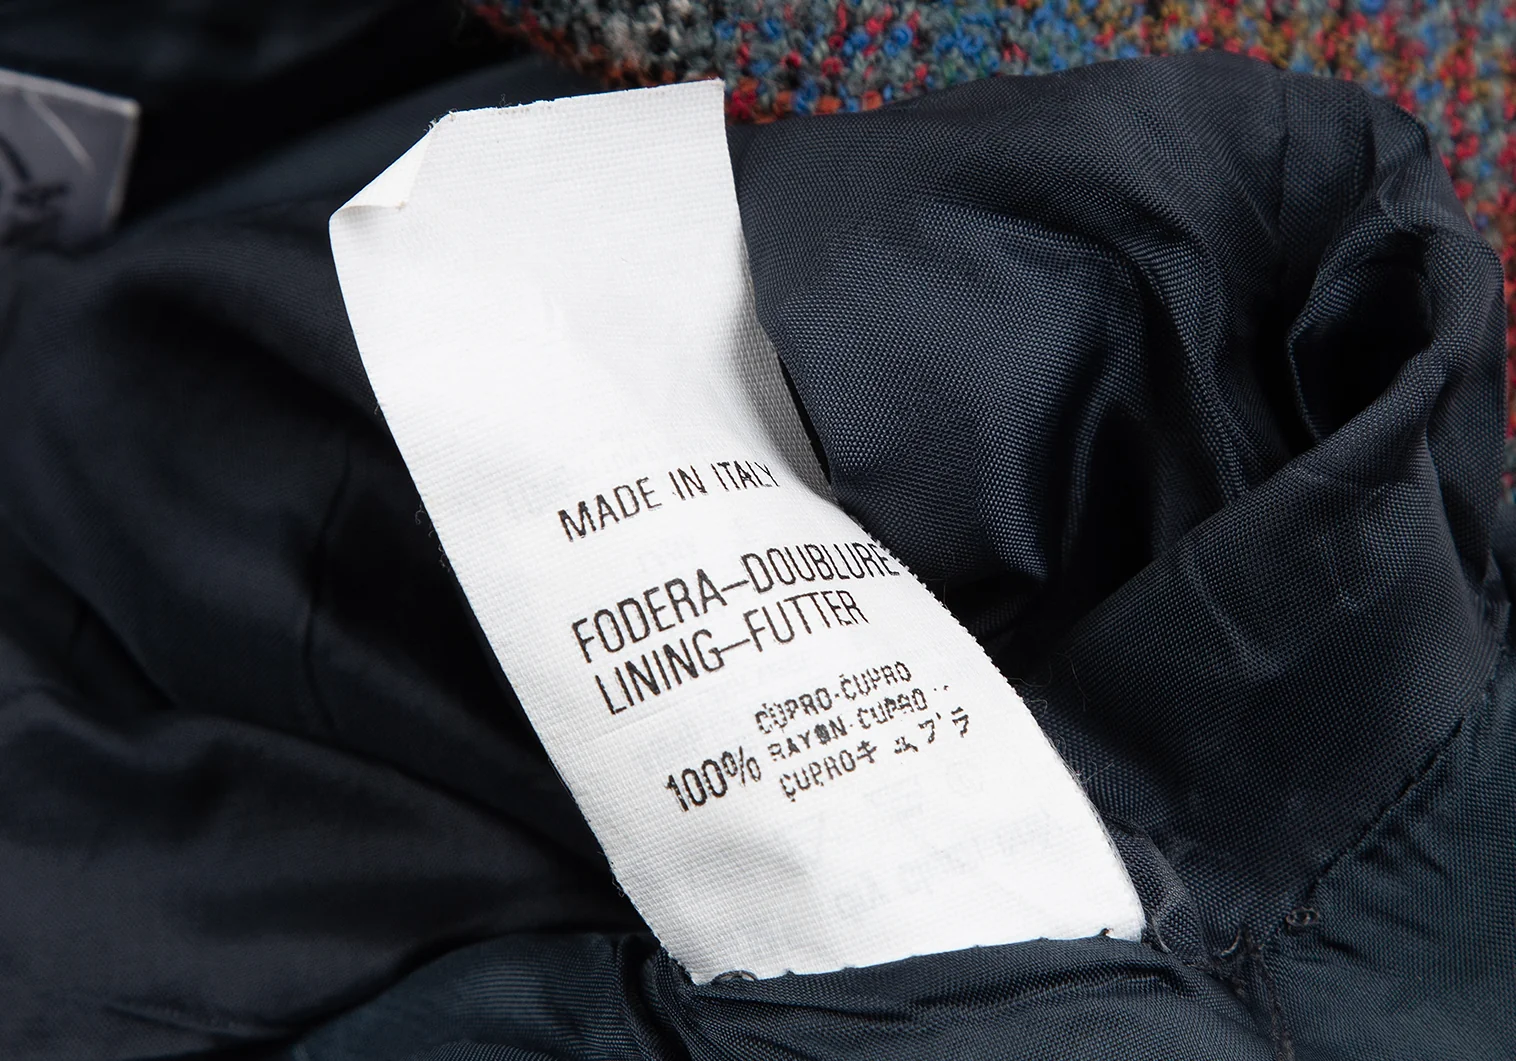 MADE IN ITALY
FODERA—DOUBLURE
LINING—FUTTER
CUPRO-CUPRO
100% RAYON-CUPRO
CUPROキュプラ